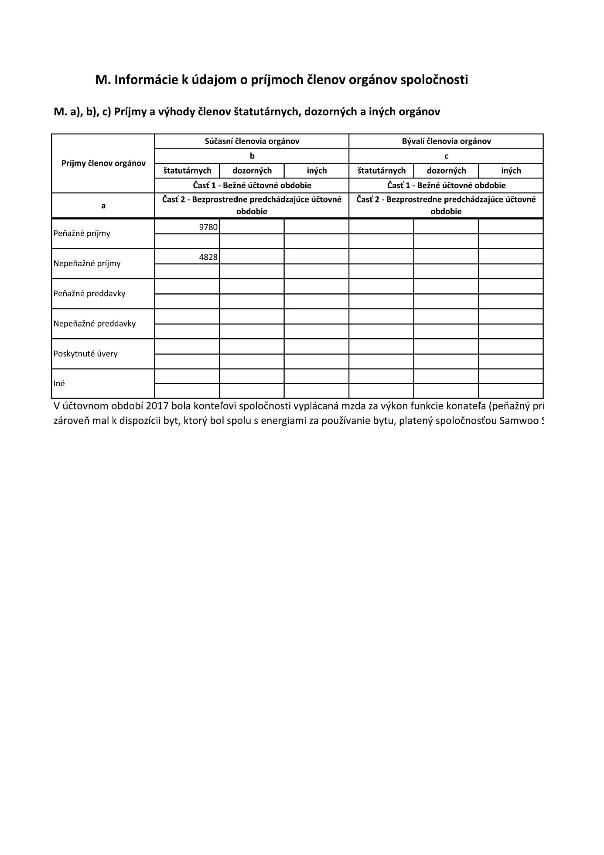 M. Informácie k údajom o príjmoch členov orgánov spoločnosti
M. a), b), c) Príjmy a výhody členov štatutárnych, dozorných a iných orgánov
Príjmy členov orgánov
Súčasní členovia orgánov
Bývalí členovia orgánov
b
c
štatutárnych dozorných iných štatutárnych dozorných iných
Časť 1 - Bežné účtovné obdobie
Časť 1 - Bežné účtovné obdobie
a
Časť 2 - Bezprostredne predchádzajúce účtovné
obdobie
Časť 2 - Bezprostredne predchádzajúce účtovné
obdobie
Peňažné príjmy 9780
Nepeňažné príjmy 4828
Peňažné preddavky
Nepeňažné preddavky
Poskytnuté úvery
Iné
V účtovnom období 2017 bola konteľovi spoločnosti vyplácaná mzda za výkon funkcie konateľa (peňažný
zároveň mal k dispozícii byt, ktorý bol spolu s energiami za používanie bytu, platený spoločnosťou Samwoo